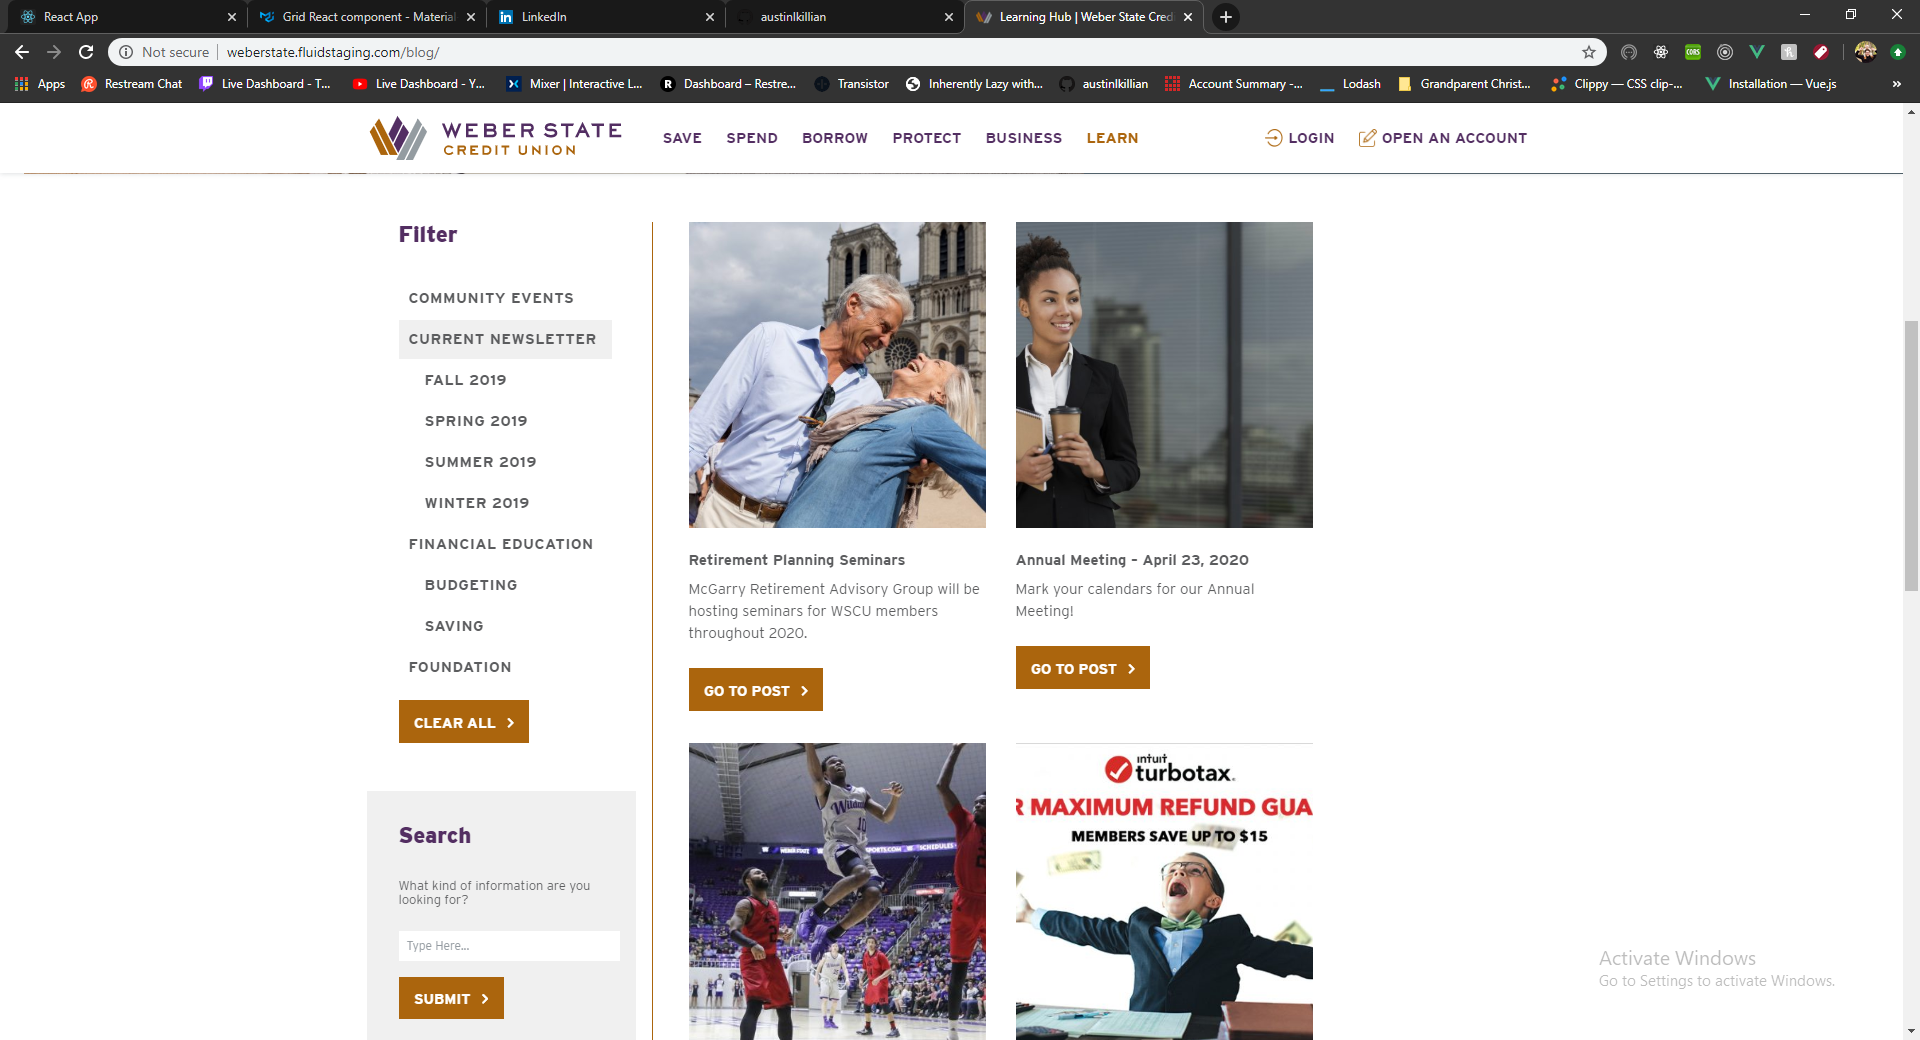 React App
Grid React component - Material
LinkedIn
austinlkillian
Learning Hub | Weber State Cred
Not secure | weberstate.fluidstaging.com/blog/
Apps
Restream Chat
Live Dashboard - T...
Live Dashboard - Y...
Mixer | Interactive L...
Dashboard – Restre...
Transistor
Inherently Lazy with...
austinlkillian
Account Summary -...
Lodash
Grandparent Christ...
Clippy — CSS clip-...
Installation — Vue.js
»
WEBER STATE
CREDIT UNION
SAVE
SPEND
BORROW
PROTECT
BUSINESS
LEARN
LOGIN
OPEN AN ACCOUNT
Filter
COMMUNITY EVENTS
CURRENT NEWSLETTER
FALL 2019
SPRING 2019
SUMMER 2019
WINTER 2019
FINANCIAL EDUCATION
BUDGETING
SAVING
FOUNDATION
CLEAR ALL
Search
What kind of information are you
looking for?
Type Here...
SUBMIT
Retirement Planning Seminars
McGarry Retirement Advisory Group will be
hosting seminars for WSCU members
throughout 2020.
GO TO POST
Annual Meeting - April 23, 2020
Mark your calendars for our Annual
Meeting!
GO TO POST
Wildc
10
intuit
turbotax.
R MAXIMUM REFUND GUA
MEMBERS SAVE UP TO $15
Activate Windows
Go to Settings to activate Windows.